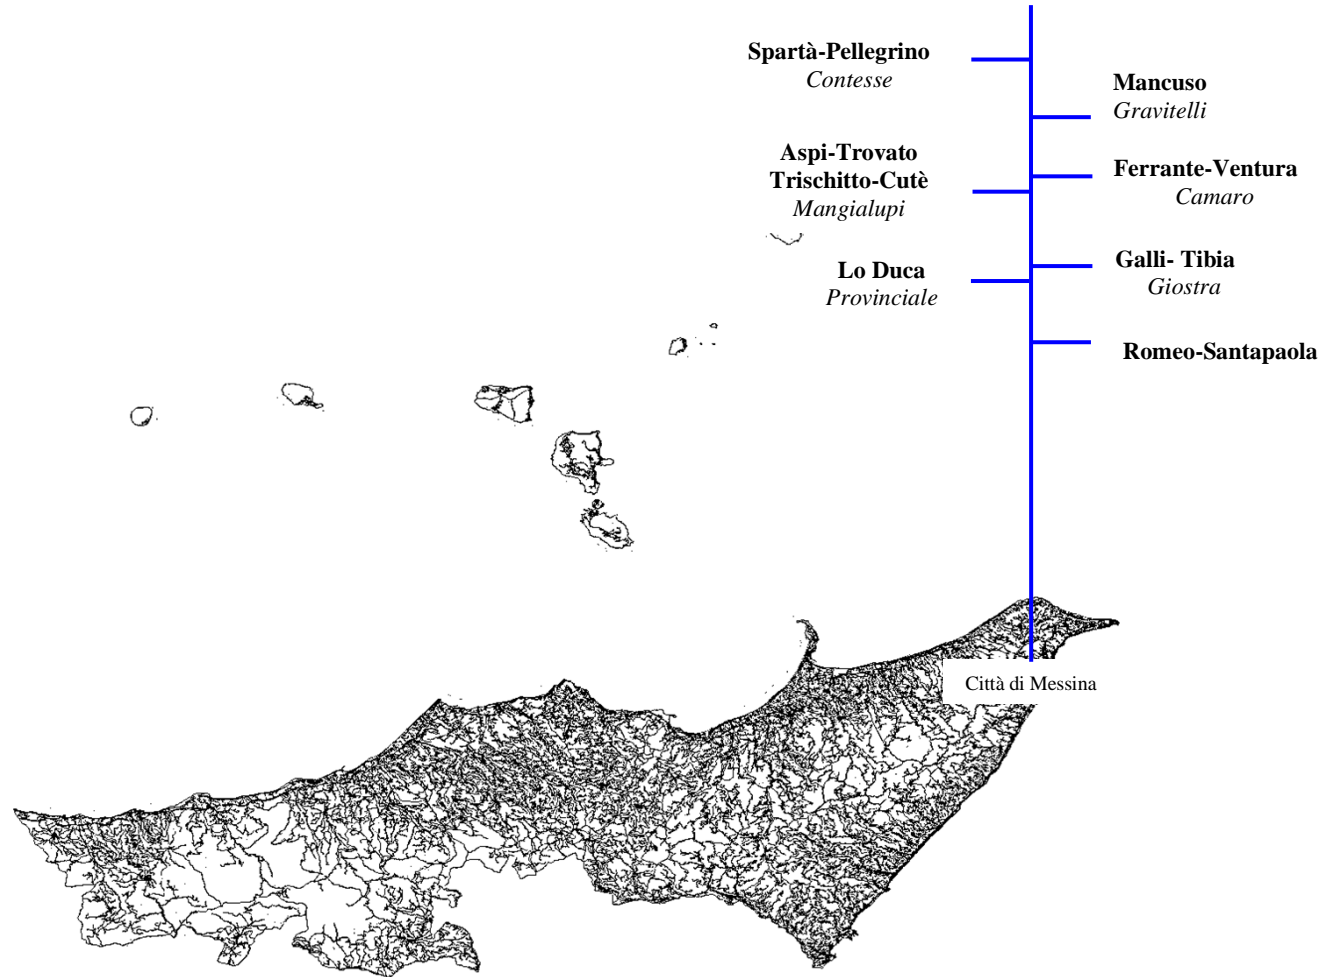 Spartà-Pellegrino
Contesse
Mancuso
Gravitelli
Aspi-Trovato
Trischitto-Cutè
Mangialupi
Ferrante-Ventura
Camaro
Lo Duca
Provinciale
Galli- Tibia
Giostra
Romeo-Santapaola
Città di Messina